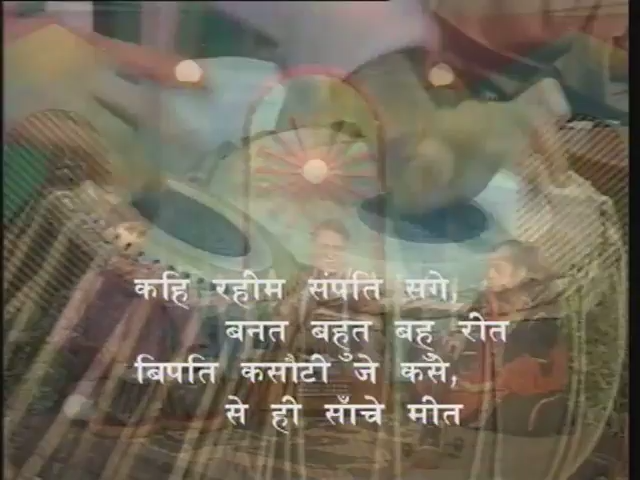 कहि रहीम संपति सगे,
बनत बहुत बहु रीत
बिपति कसौटी जे कसे,
से ही साँचे मीत